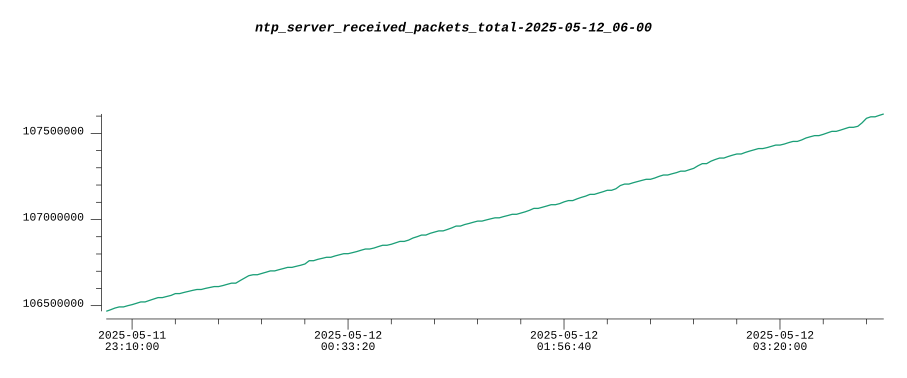 ntp_server_received_packets_total-2025-05-12_06-00
107500000
107000000
106500000
2025-05-11 2025-05-12 2025-05-12 2025-05-12
23:10:00 00:33:20 01:56:40 03:20:00